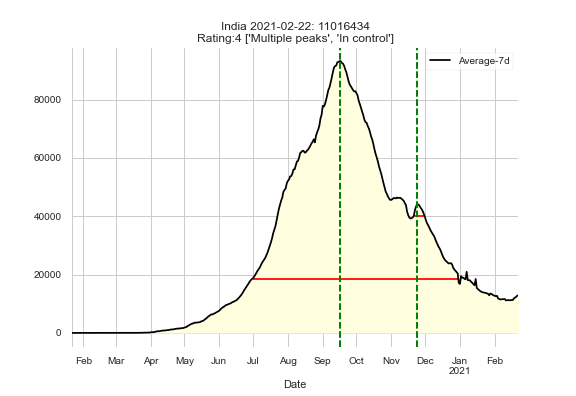 India 2021-02-22: 11016434
Rating:4 ['Multiple peaks', 'In control']
Average-7d
80000
60000
40000
20000
0
Feb Mar Apr May Jun Jul Aug Sep Oct Nov Dec Jan Feb
2021
Date